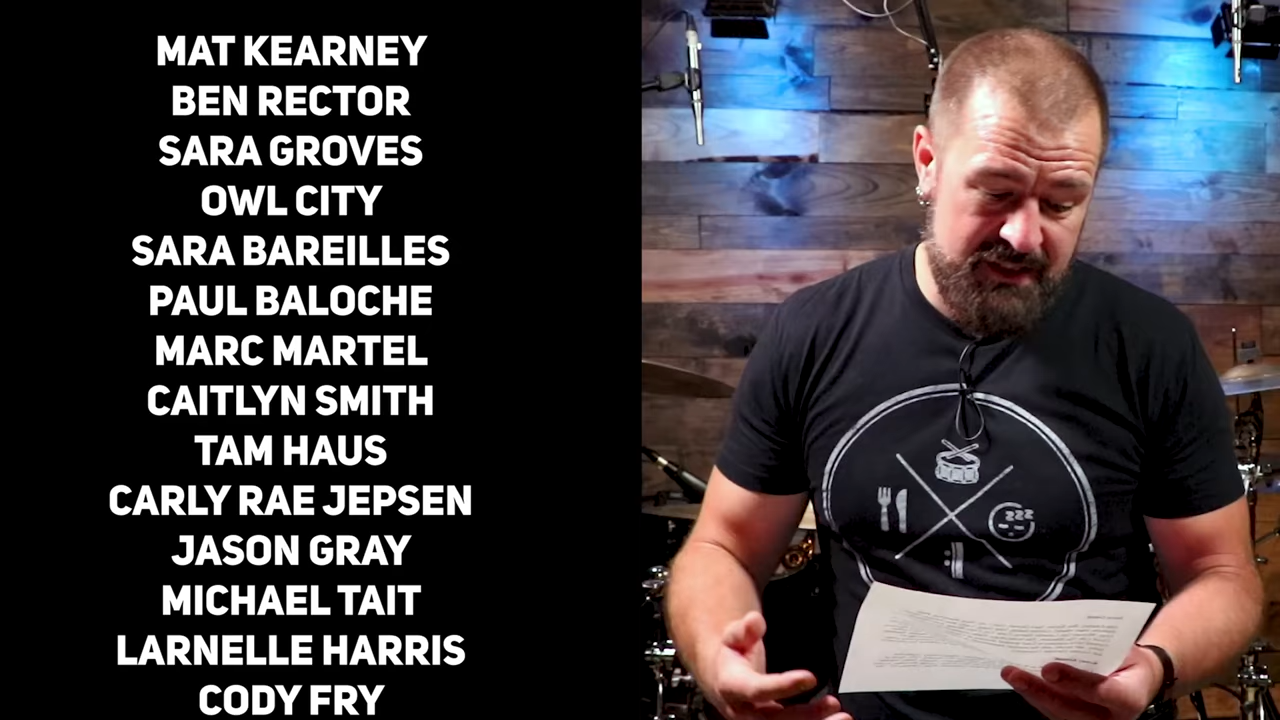 MAT KEARNEY
BEN RECTOR
SARA GROVES
OWL CITY
SARA BAREILLES
PAUL BALOCHE
MARC MARTEL
CAITLYN SMITH
TAM HAUS
CARLY RAE JEPSEN
JASON GRAY
MICHAEL TAIT
LARNELLE HARRIS
CODY FRY
zzz